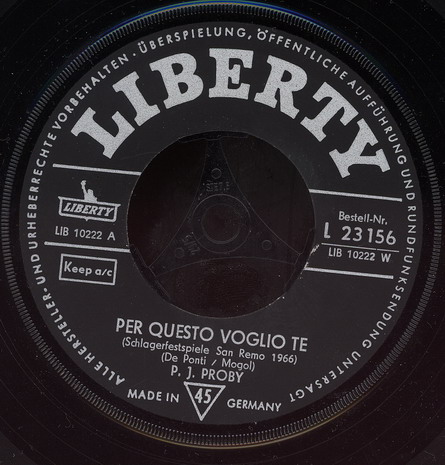 ALLE HERSTELLER- UND URHEBERRECHTE VORBEHALTEN · ÜBERSPIELUNG, ÖFFENTLICHE AUFFÜHRUNG UND RUNDFUNKSENDUNG UNTERSAGT
LIBERTY
LIBERTY
LIB 10222 A
Keep a/c
Bestell-Nr.
L 23156
LIB 10222 W
PER QUESTO VOGLIO TE
(Schlagerfestspiele San Remo 1966)
(De Ponti / Mogol)
P. J. PROBY
MADE IN 45 GERMANY